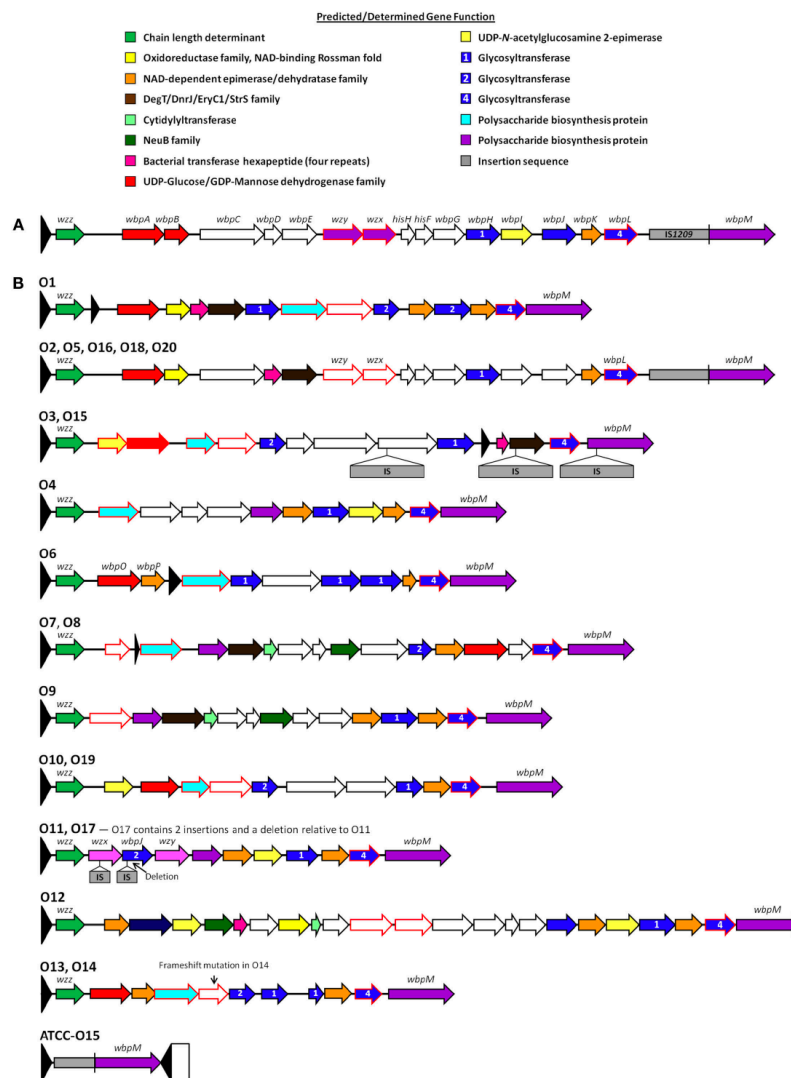 Predicted/Determined Gene Function
Chain length determinant
Oxidoreductase family, NAD-binding Rossman fold
NAD-dependent epimerase/dehydratase family
DegT/DnrJ/EryC1/StrS family
Cytidylyltransferase
NeuB family
Bacterial transferase hexapeptide (four repeats)
UDP-Glucose/GDP-Mannose dehydrogenase family
UDP-N-acetylglucosamine 2-epimerase
1 Glycosyltransferase
2 Glycosyltransferase
4 Glycosyltransferase
Polysaccharide biosynthesis protein
Polysaccharide biosynthesis protein
Insertion sequence
A
wzz wbpA wbpB wbpC wbpD wbpE wzy wzx hisH hisF wbpG wbpH wbpI wbpJ wbpK wbpL wbpM
1 4 IS1209
B
O1
wzz
1 2 2 4 wbpM
O2, O5, O16, O18, O20
wzz wzy wzx wbpL wbpM
1 4
O3, O15
wzz wbpM
2 1 4
IS IS IS
O4
wzz wbpM
1 4
O6
wzz wbpO wbpP wbpM
1 1 1 4
O7, O8
wzz wbpM
2 4
O9
wzz wbpM
1 4
O10, O19
wzz wbpM
2 1 4
O11, O17 — O17 contains 2 insertions and a deletion relative to O11
wzz wzx wbpJ wzy wbpM
2 1 4
IS IS Deletion
O12
wzz wbpM
1 4
O13, O14 Frameshift mutation in O14
wzz wbpM
2 1 1 4
ATCC-O15
wbpM